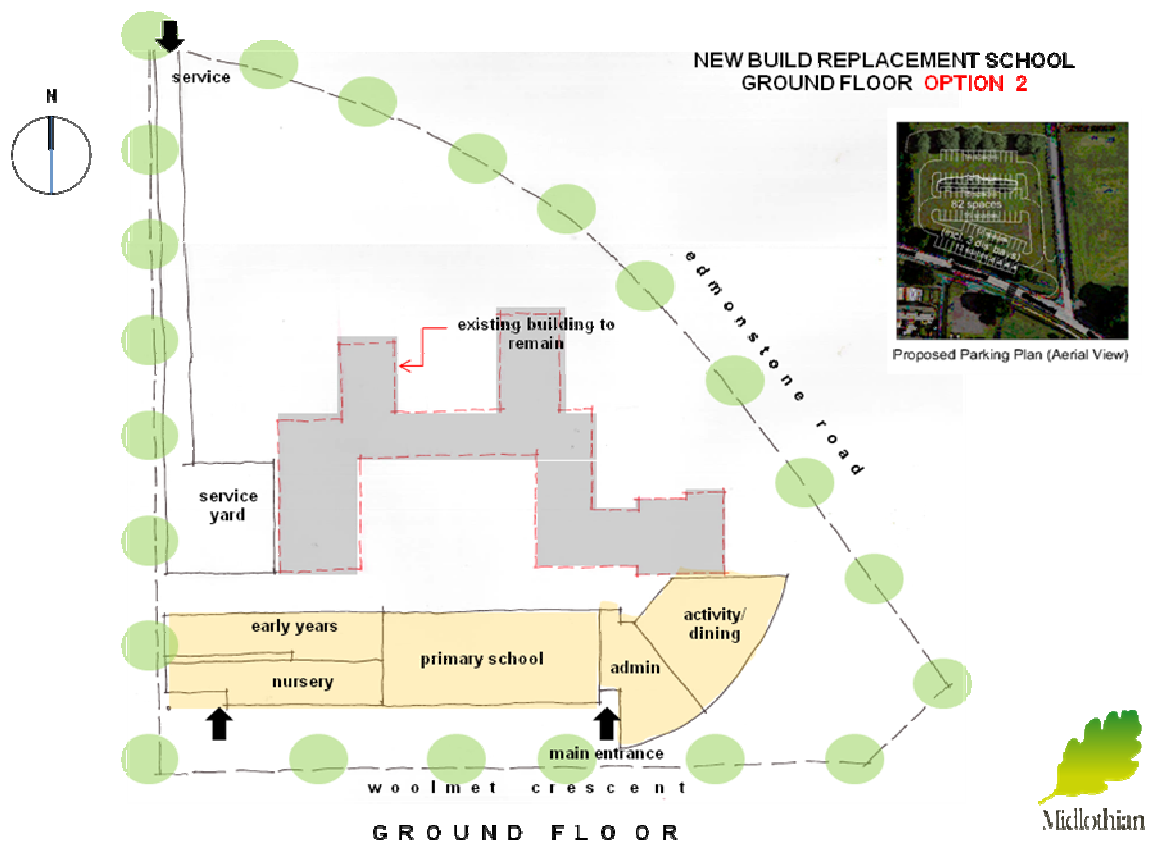 NEW BUILD REPLACEMENT SCHOOL
GROUND FLOOR OPTION 2
service
N
82 spaces
Proposed Parking Plan (Aerial View)
edmonstone road
existing building to
remain
service
yard
early years
nursery
primary school
admin
activity/
dining
main entrance
woolmet crescent
GROUND FLOOR
Midlothian